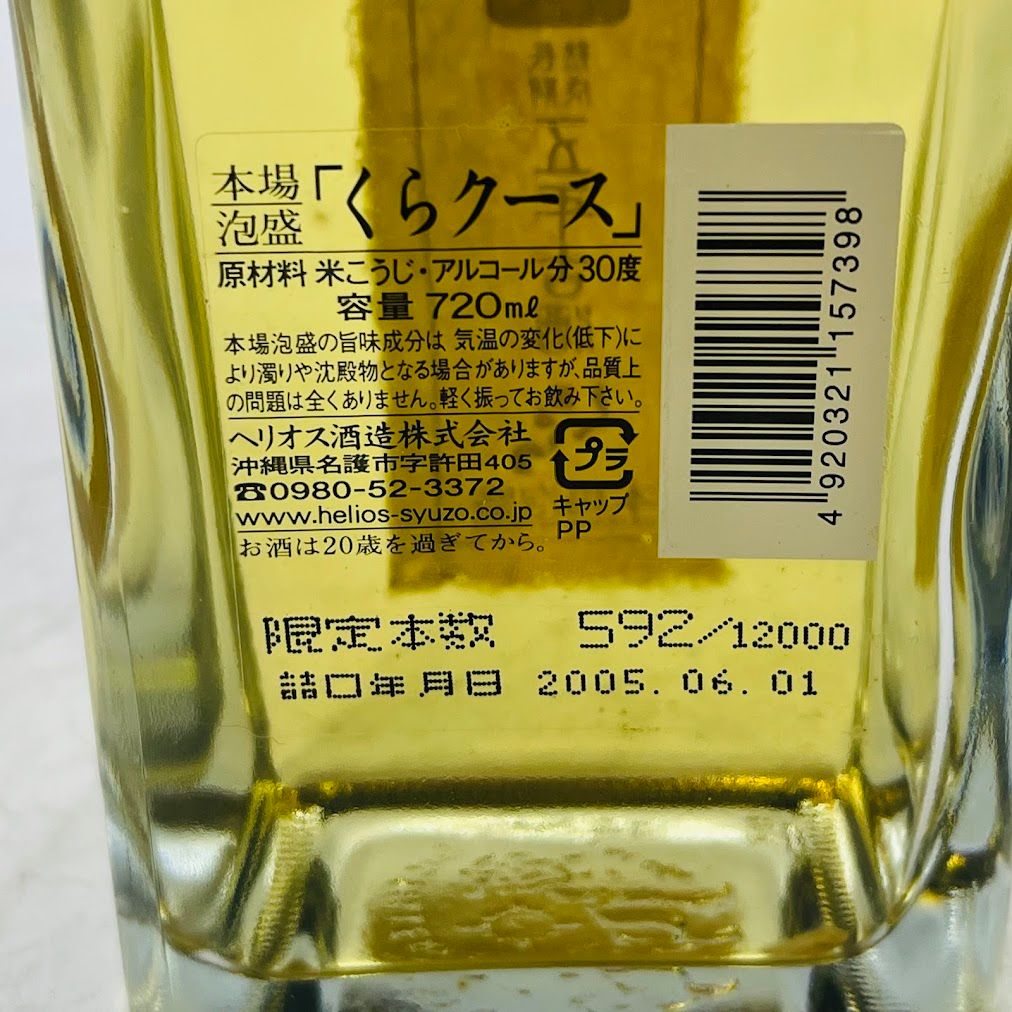 本場
泡盛
「くらクース」
原材料 米こうじ・アルコール分30度
容量 720mℓ
本場泡盛の旨味成分は 気温の変化(低下)に
より濁りや沈殿物となる場合がありますが、品質上
の問題は全くありません。軽く振ってお飲み下さい。
ヘリオス酒造株式会社
沖縄県名護市字許田405
☎0980-52-3372
www.helios-syuzo.co.jp
お酒は20歳を過ぎてから。
プラ
キャップ
PP
4920321157398
限定本数 592/12000
詰口年月日 2005.06.01